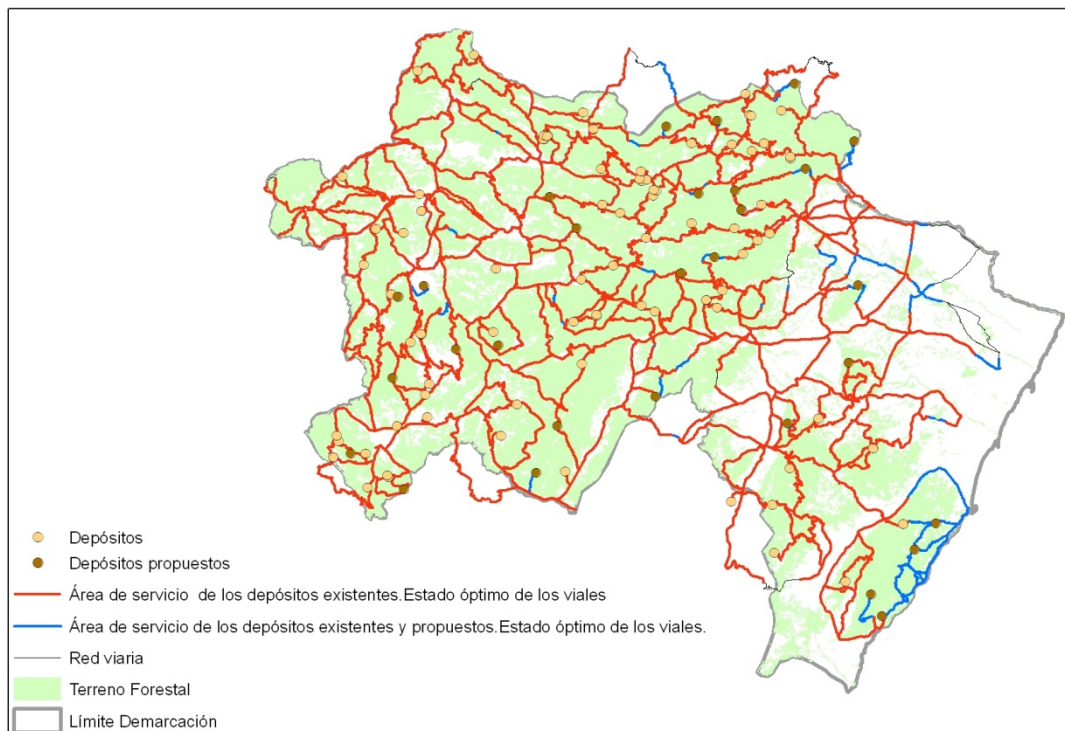 Depósitos
Depósitos propuestos
Área de servicio de los depósitos existentes.Estado óptimo de los viales
Área de servicio de los depósitos existentes y propuestos.Estado óptimo de los viales.
Red viaria
Terreno Forestal
Límite Demarcación